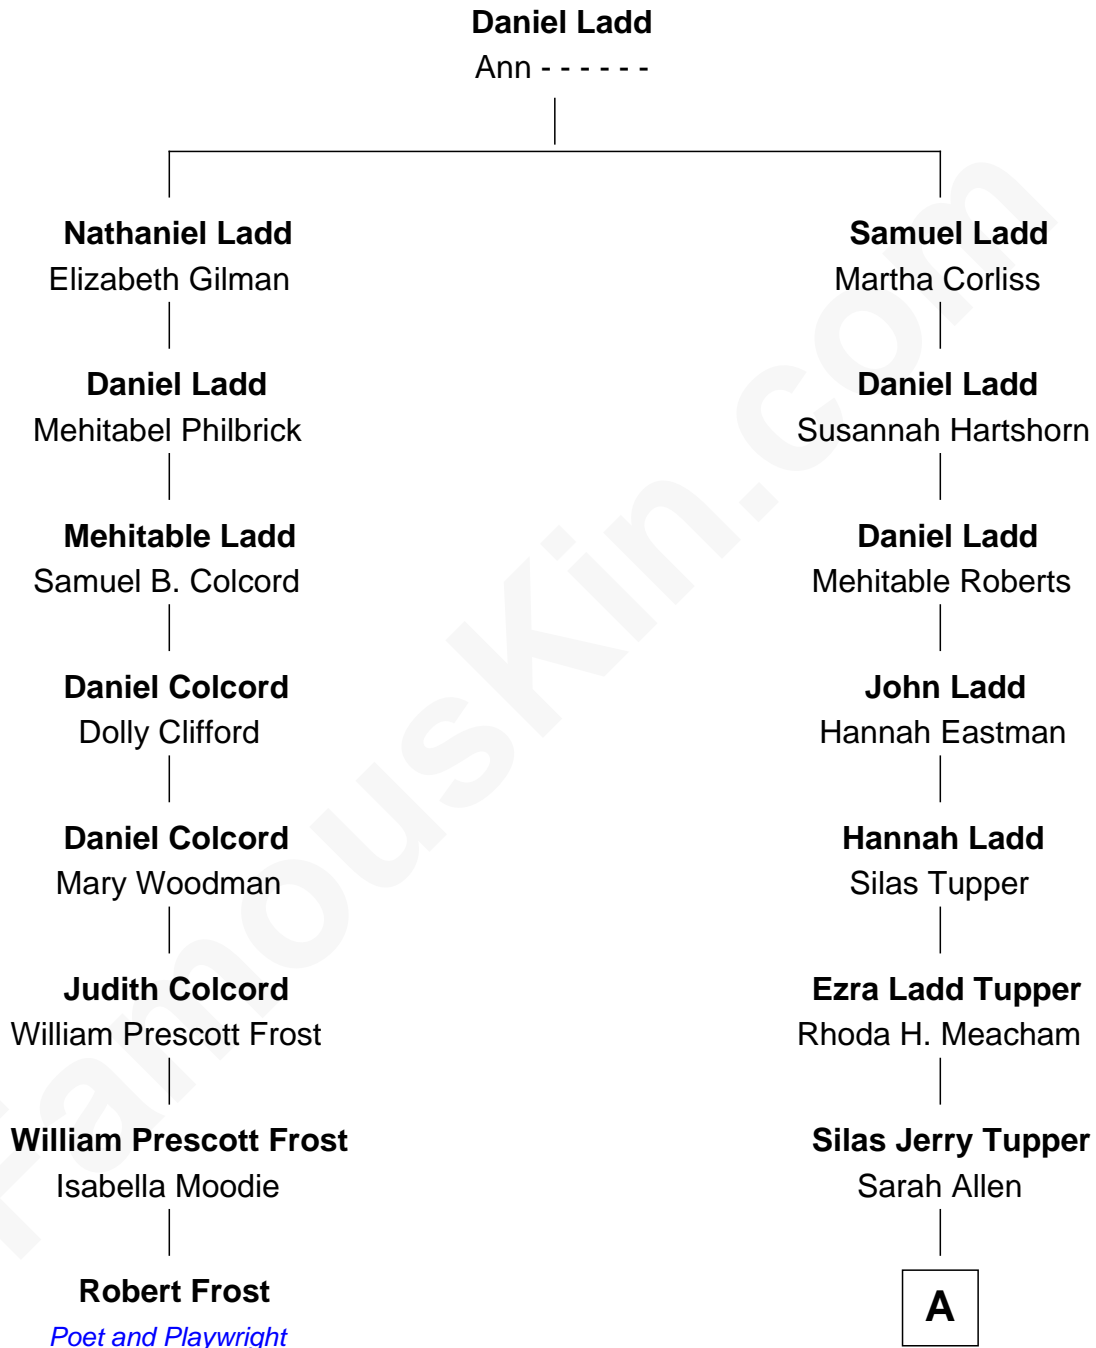 Daniel Ladd
Ann - - - - - -
Nathaniel Ladd
Elizabeth Gilman
Samuel Ladd
Martha Corliss
Daniel Ladd
Mehitabel Philbrick
Daniel Ladd
Susannah Hartshorn
Mehitable Ladd
Samuel B. Colcord
Daniel Ladd
Mehitable Roberts
Daniel Colcord
Dolly Clifford
John Ladd
Hannah Eastman
Daniel Colcord
Mary Woodman
Hannah Ladd
Silas Tupper
Judith Colcord
William Prescott Frost
Ezra Ladd Tupper
Rhoda H. Meacham
William Prescott Frost
Isabella Moodie
Silas Jerry Tupper
Sarah Allen
Robert Frost
Poet and Playwright
A
FamousKin.com